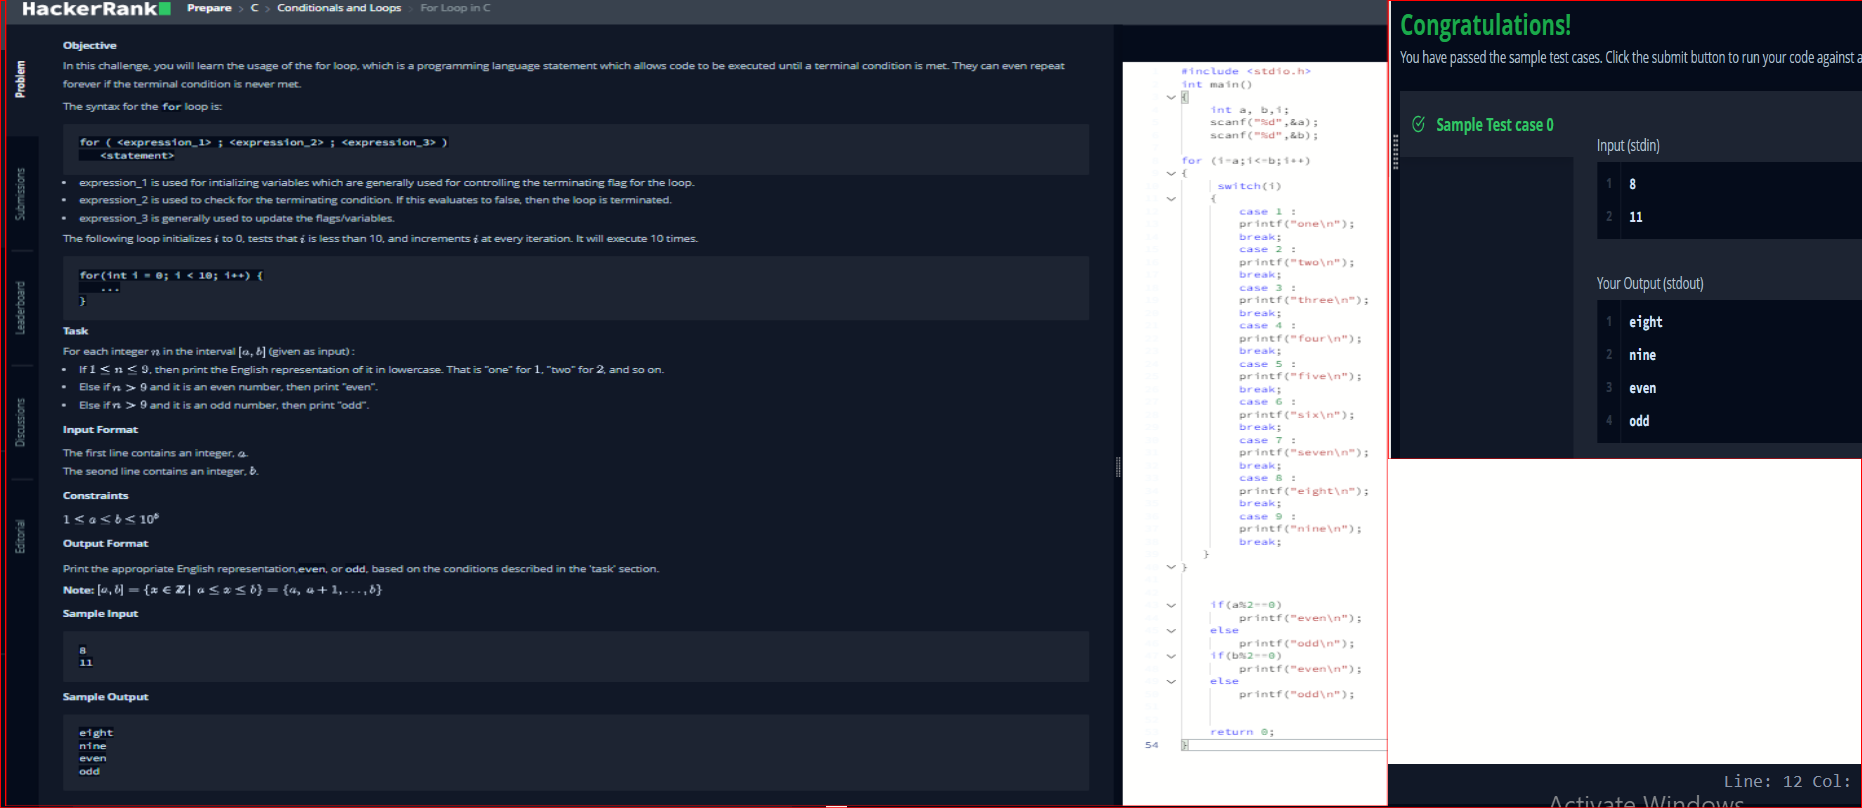 HackerRank Prepare > C > Conditionals and Loops > For Loop in C
Problem
Submissions
Leaderboard
Discussions
Editorial
Objective
In this challenge, you will learn the usage of the for loop, which is a programming language statement which allows code to be executed until a terminal condition is met. They can even repeat
forever if the terminal condition is never met.
The syntax for the for loop is:
for ( <expression_1> ; <expression_2> ; <expression_3> )
<statement>
• expression_1 is used for intializing variables which are generally used for controlling the terminating flag for the loop.
• expression_2 is used to check for the terminating condition. If this evaluates to false, then the loop is terminated.
• expression_3 is generally used to update the flags/variables.
The following loop initializes i to 0, tests that i is less than 10, and increments i at every iteration. It will execute 10 times.
for(int i = 0; i < 10; i++) {
...
}
Task
For each integer n in the interval [a, b] (given as input) :
• If 1 ≤ n ≤ 9, then print the English representation of it in lowercase. That is "one" for 1, "two" for 2, and so on.
• Else if n > 9 and it is an even number, then print "even".
• Else if n > 9 and it is an odd number, then print "odd".
Input Format
The first line contains an integer, a.
The seond line contains an integer, b.
Constraints
1 ≤ a ≤ b ≤ 10⁶
Output Format
Print the appropriate English representation,even, or odd, based on the conditions described in the 'task' section.
Note: [a, b] = {x ∈ Z | a ≤ x ≤ b} = {a, a + 1, . . . , b}
Sample Input
8
11
Sample Output
eight
nine
even
odd
#include <stdio.h>
int main()
{
int a, b,i;
scanf("%d",&a);
scanf("%d",&b);
for (i=a;i<=b;i++)
{
switch(i)
{
case 1 :
printf("one\n");
break;
case 2 :
printf("two\n");
break;
case 3 :
printf("three\n");
break;
case 4 :
printf("four\n");
break;
case 5 :
printf("five\n");
break;
case 6 :
printf("six\n");
break;
case 7 :
printf("seven\n");
break;
case 8 :
printf("eight\n");
break;
case 9 :
printf("nine\n");
break;
}
}
if(a%2==0)
printf("even\n");
else
printf("odd\n");
if(b%2==0)
printf("even\n");
else
printf("odd\n");
return 0;
54 }
Congratulations!
You have passed the sample test cases. Click the submit button to run your code against a
Sample Test case 0
Input (stdin)
1 8
2 11
Your Output (stdout)
1 eight
2 nine
3 even
4 odd
Line: 12 Col:
Activate Windows